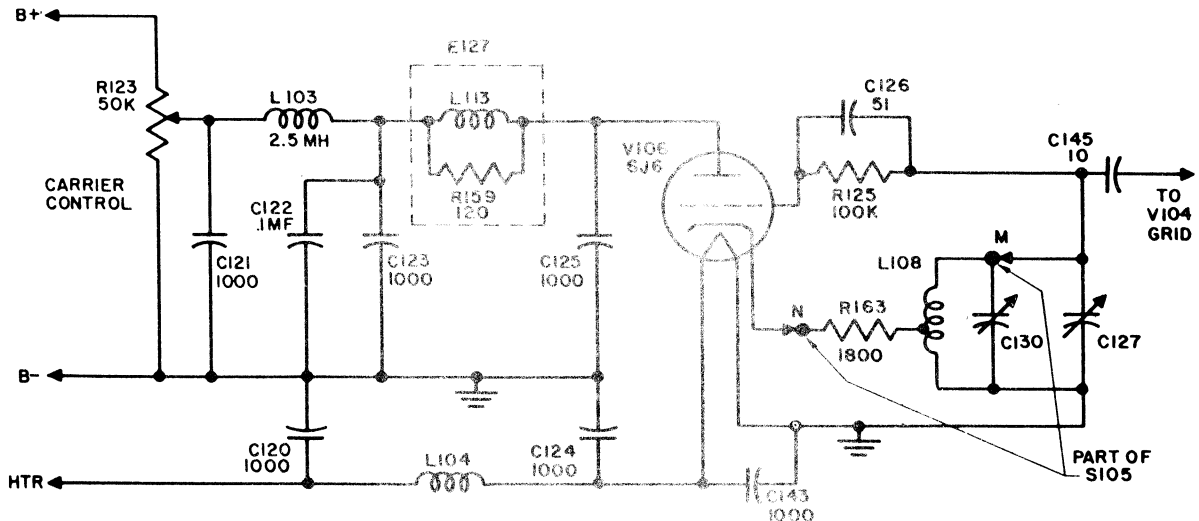 B+
E127
R123
50K
L103
2.5 MH
L113
R159
120
C126
51
V106
6J6
R125
100K
C145
10
TO
V104
GRID
CARRIER
CONTROL
C122
.1MF
C121
1000
C123
1000
C125
1000
L108
M
N
R163
1800
C130
C127
B-
C120
1000
L104
C124
1000
C143
1000
PART OF
S105
HTR